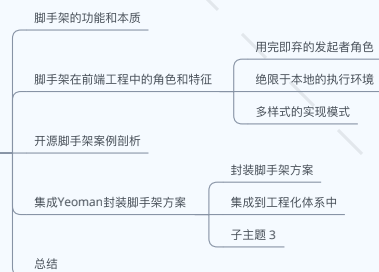 脚手架的功能和本质
脚手架在前端工程中的角色和特征
用完即弃的发起者角色
绝限于本地的执行环境
多样式的实现模式
开源脚手架案例剖析
集成Yeoman封装脚手架方案
封装脚手架方案
集成到工程化体系中
子主题 3
总结